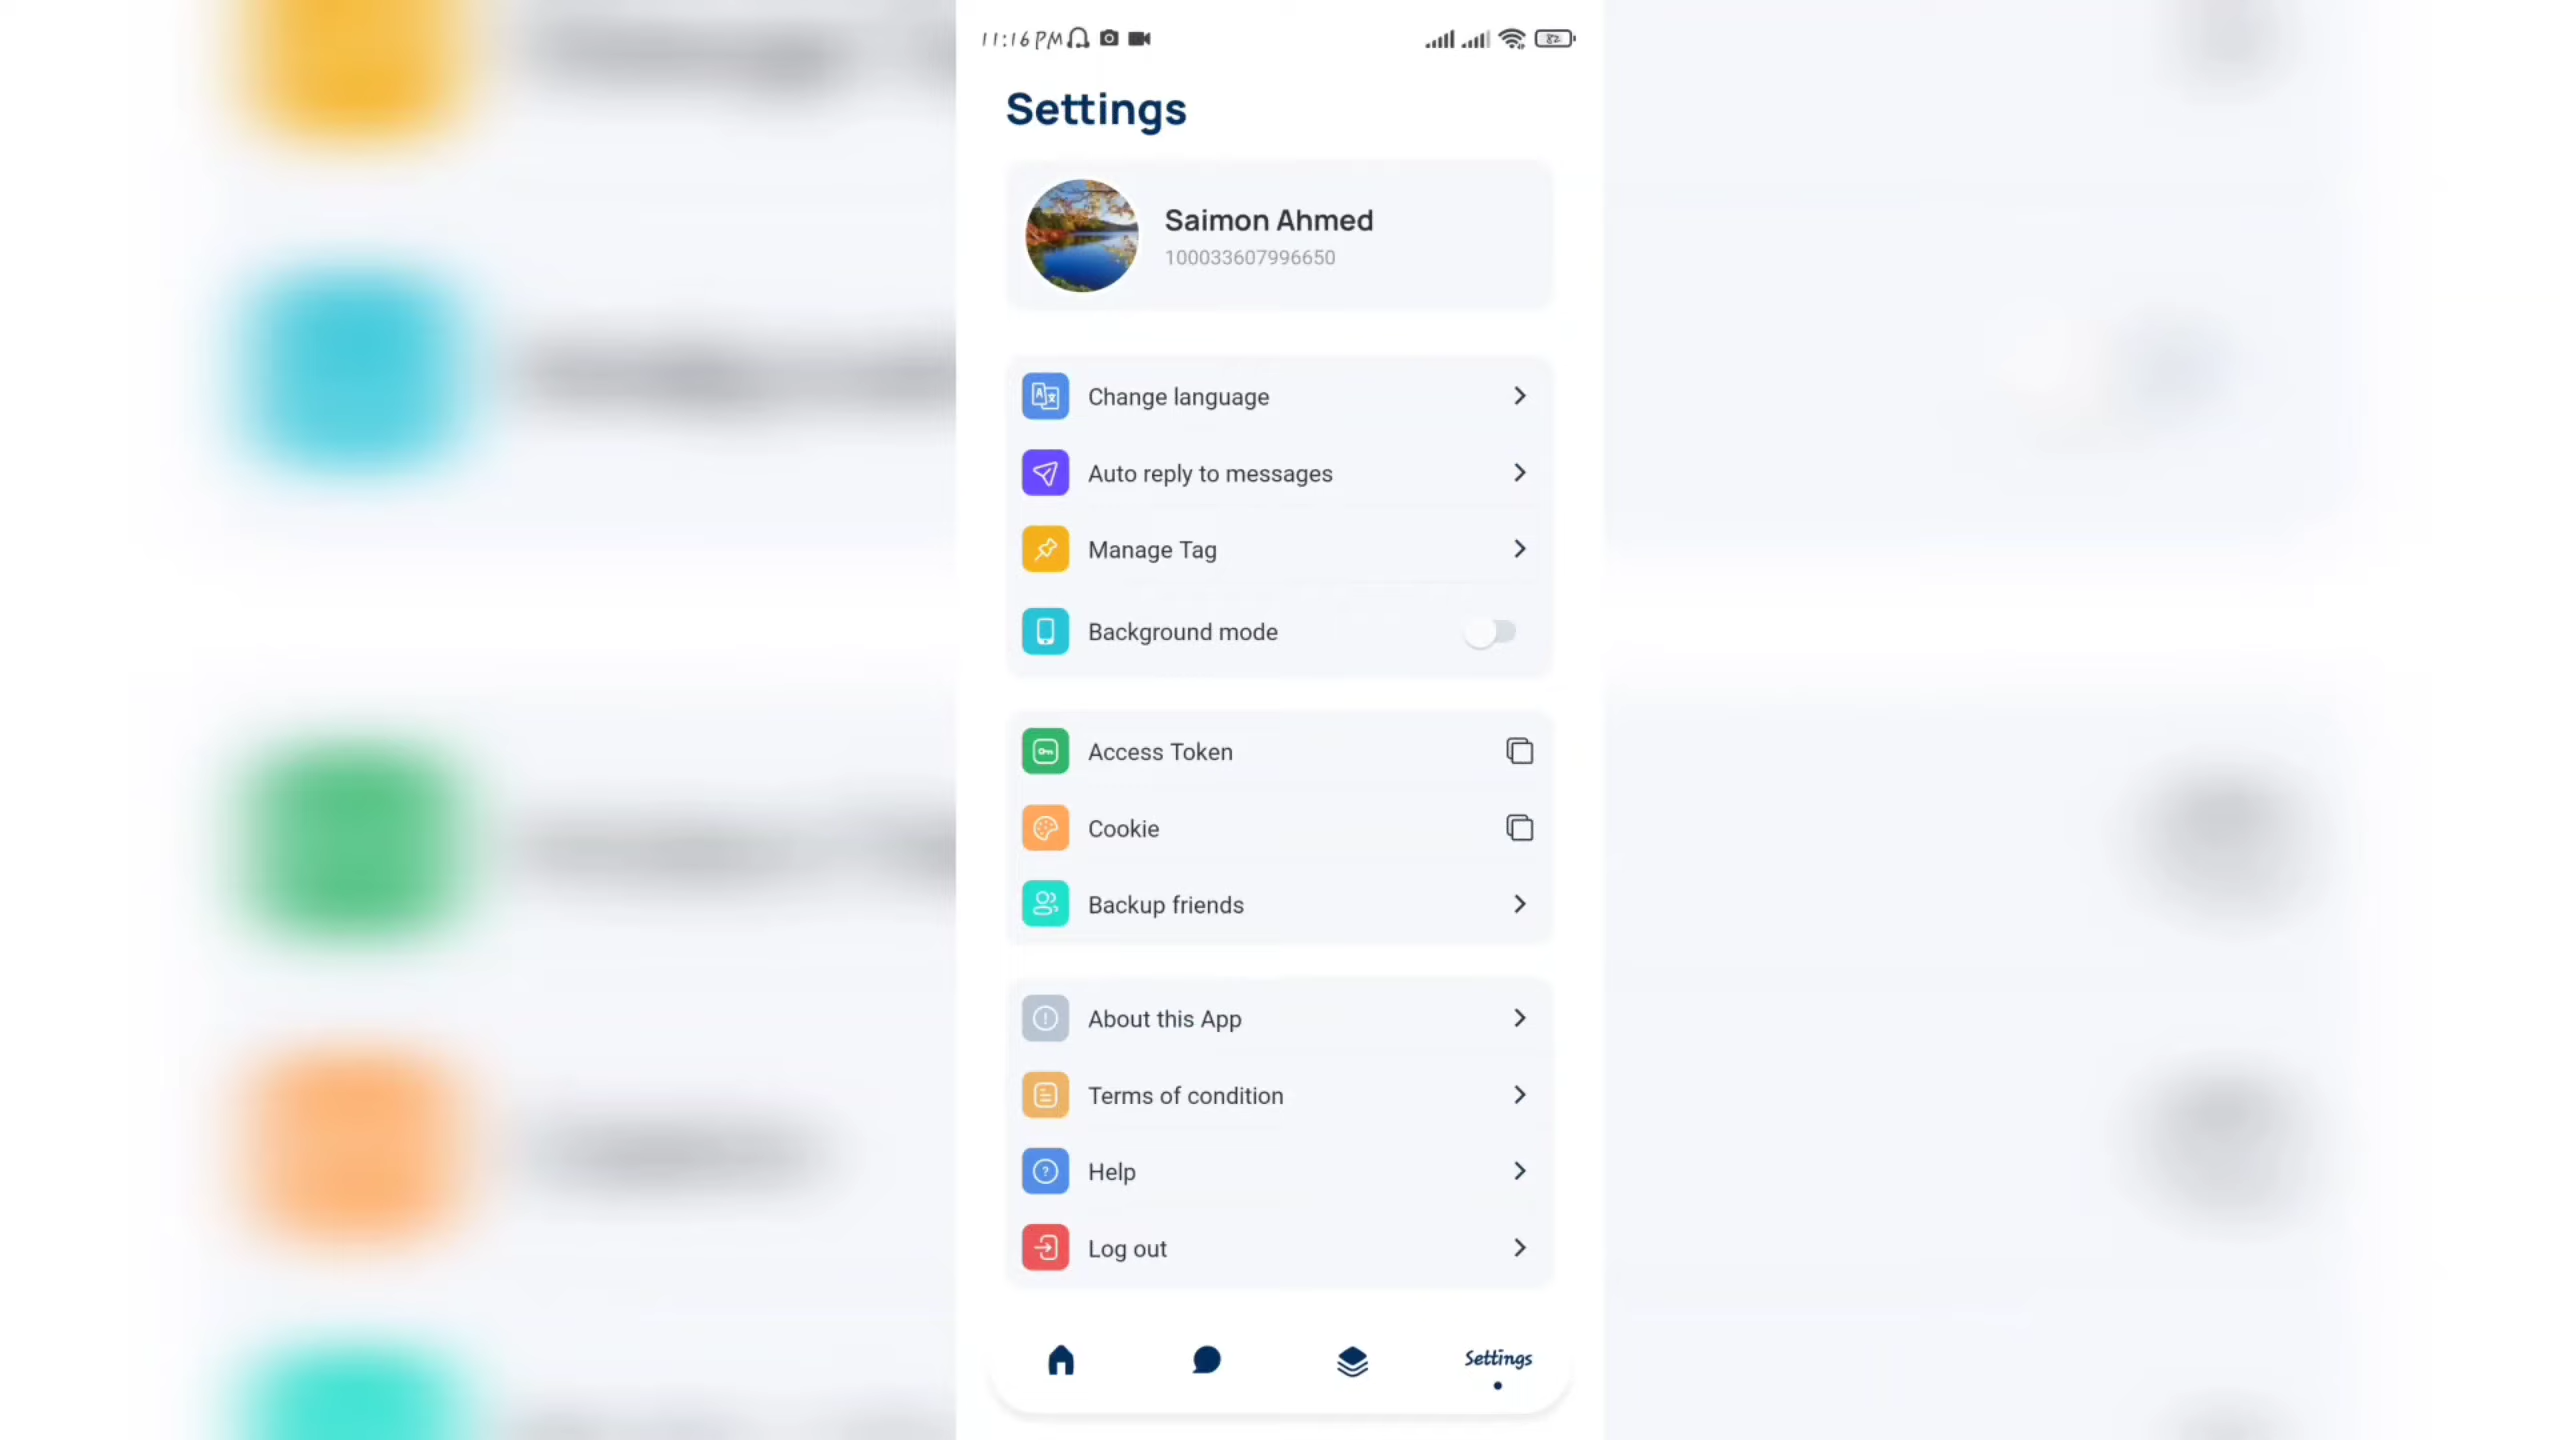 11:16 PM 82
Settings
Saimon Ahmed
100033607996650
Change language
Auto reply to messages
Manage Tag
Background mode
Access Token
Cookie
Backup friends
About this App
Terms of condition
Help
Log out
Settings